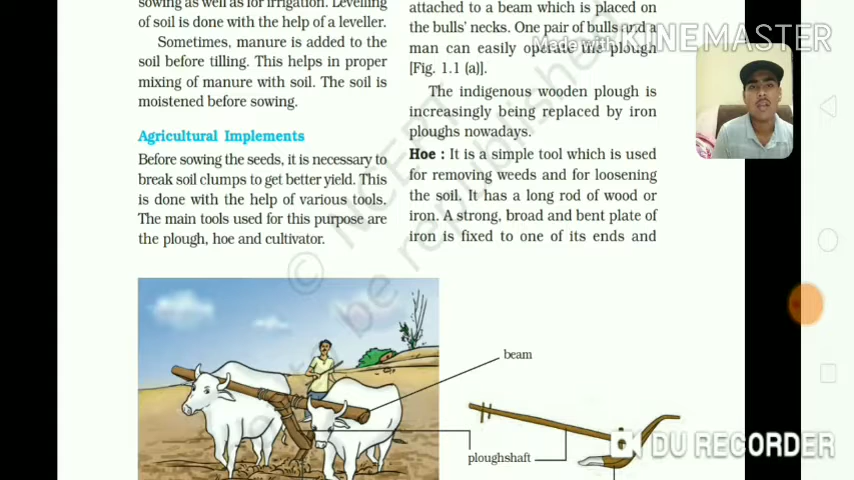 sowing as well as for irrigation. Levelling
of soil is done with the help of a leveller.
Sometimes, manure is added to the
soil before tilling. This helps in proper
mixing of manure with soil. The soil is
moistened before sowing.
Agricultural Implements
Before sowing the seeds, it is necessary to
break soil clumps to get better yield. This
is done with the help of various tools.
The main tools used for this purpose are
the plough, hoe and cultivator.
attached to a beam which is placed on
the bulls' necks. One pair of bulls and a
man can easily operate the plough
[Fig. 1.1 (a)].
The indigenous wooden plough is
increasingly being replaced by iron
ploughs nowadays.
Hoe : It is a simple tool which is used
for removing weeds and for loosening
the soil. It has a long rod of wood or
iron. A strong, broad and bent plate of
iron is fixed to one of its ends and
beam
ploughshaft
© NCERT
be republished
Made with KINEMASTER
DU RECORDER